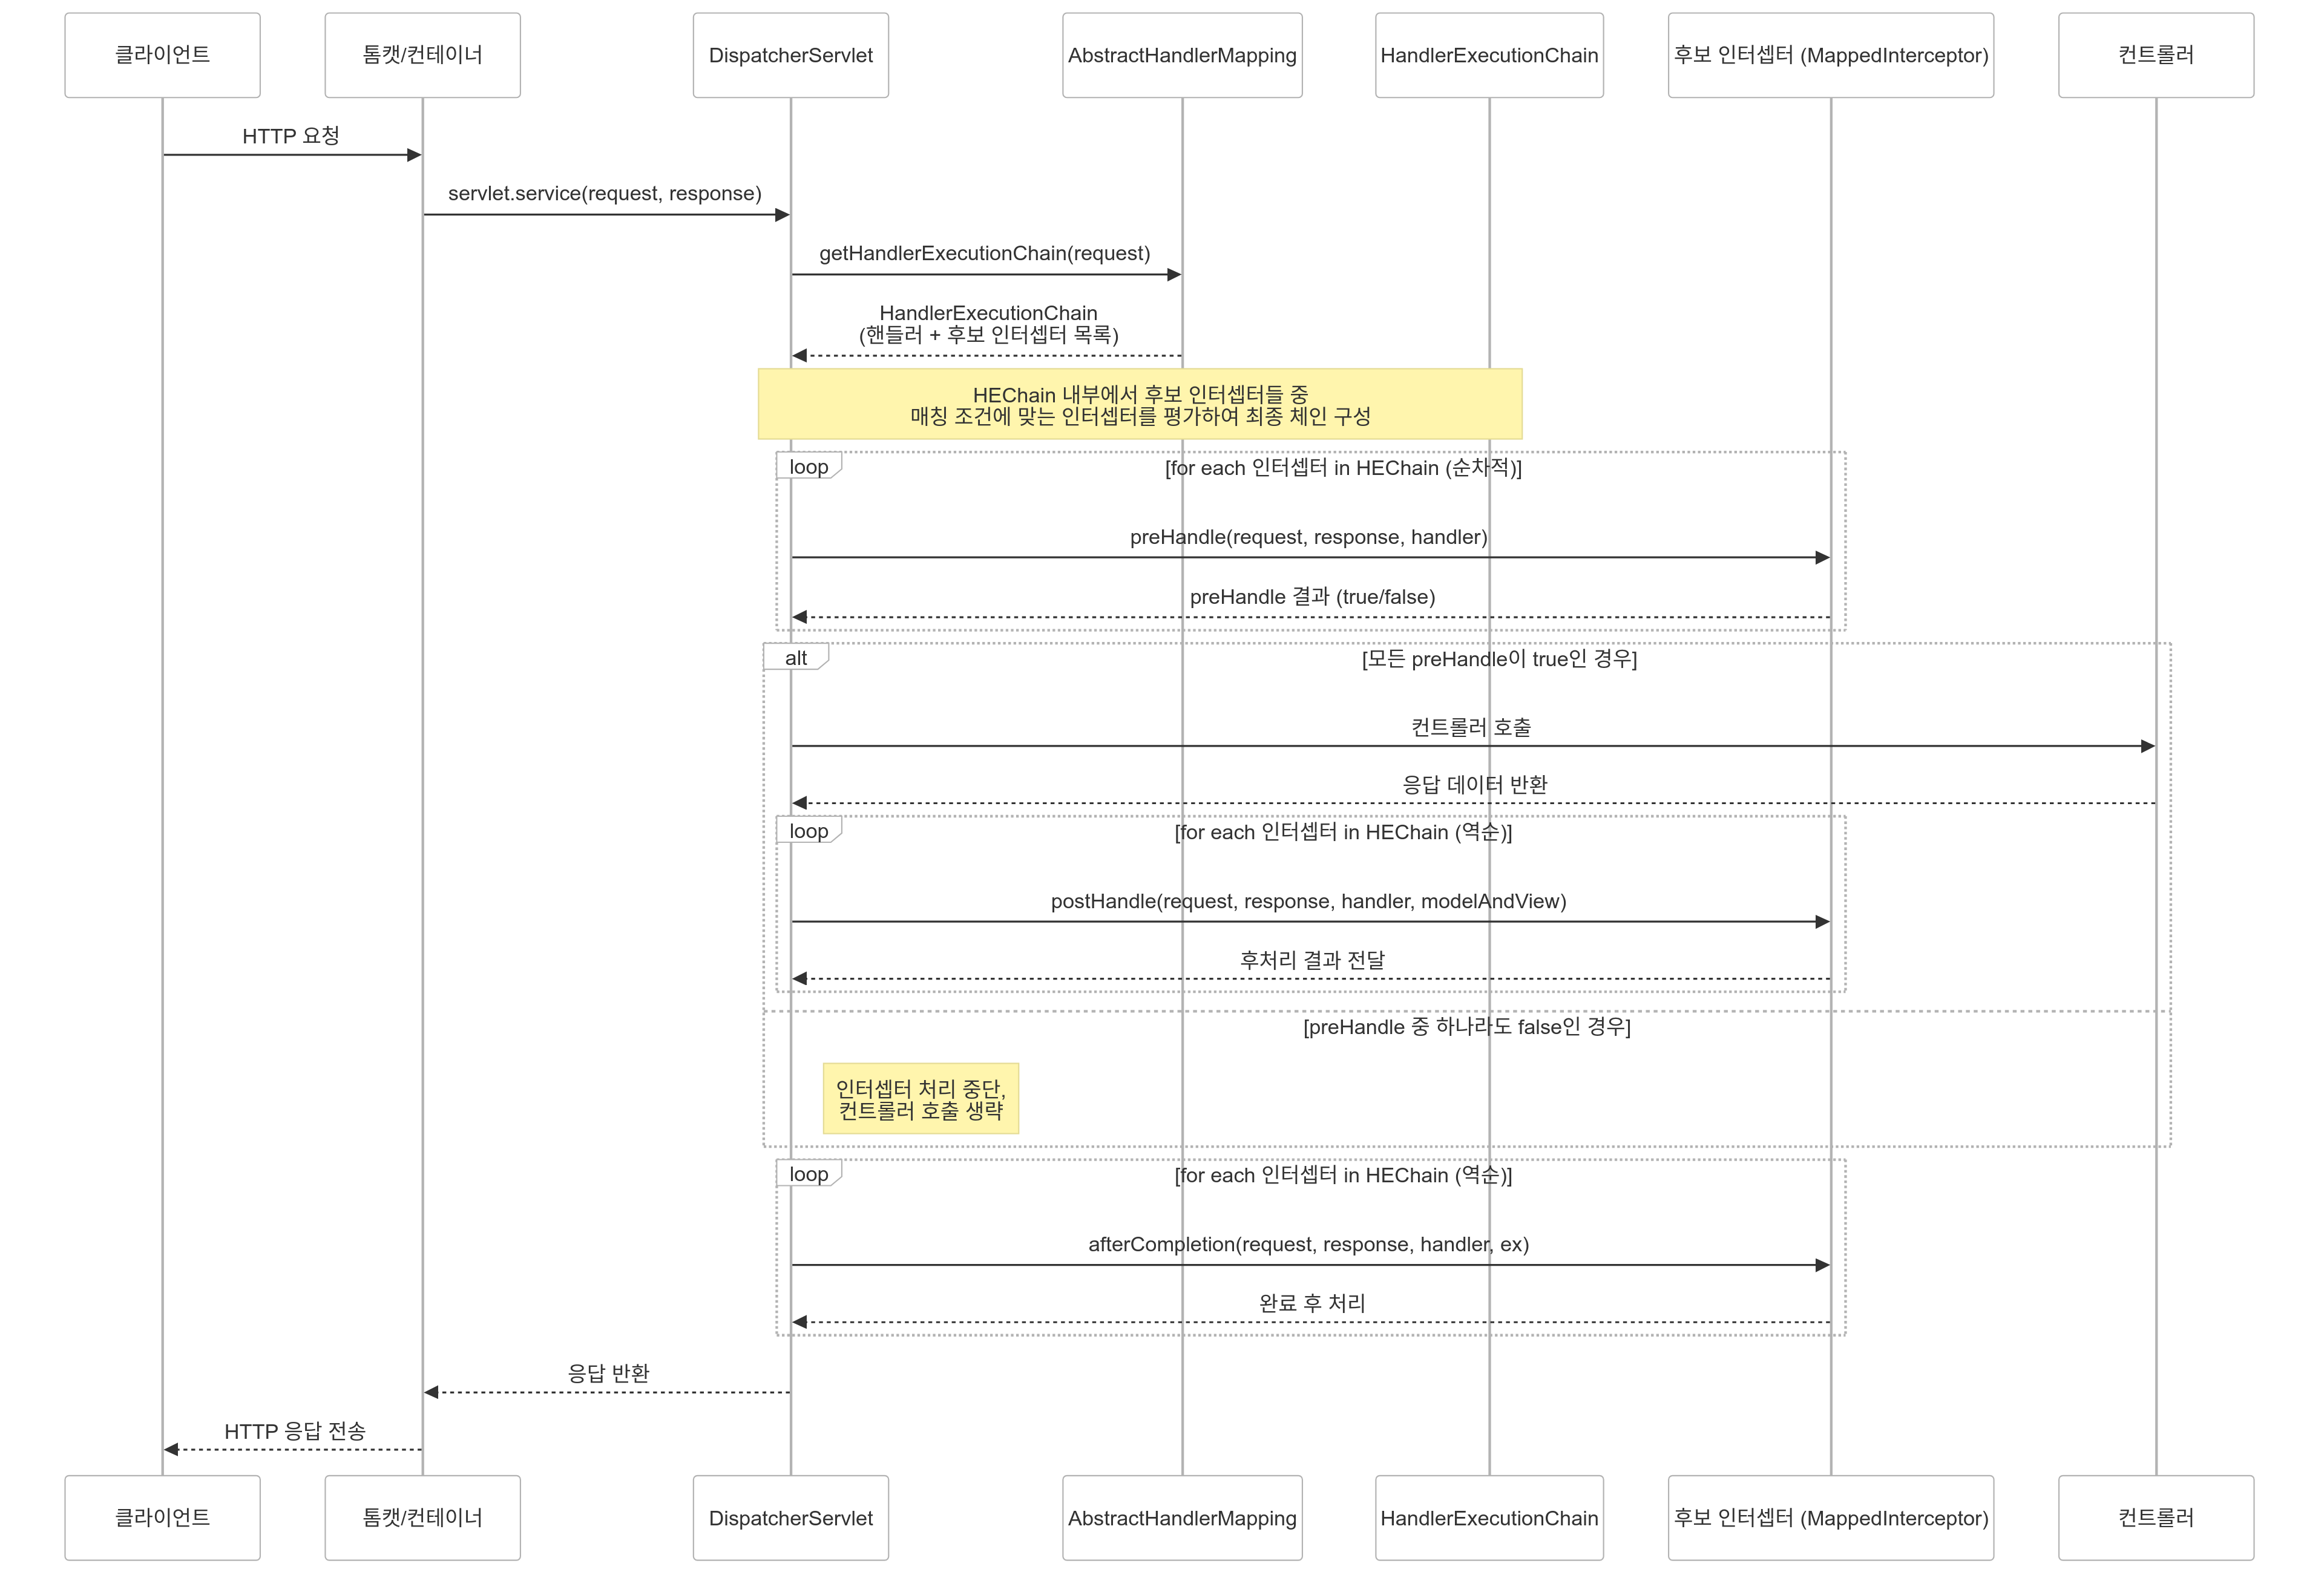 클라이언트
톰캣/컨테이너
DispatcherServlet
AbstractHandlerMapping
HandlerExecutionChain
후보 인터셉터 (MappedInterceptor)
컨트롤러
HTTP 요청
servlet.service(request, response)
getHandlerExecutionChain(request)
HandlerExecutionChain
(핸들러 + 후보 인터셉터 목록)
HEChain 내부에서 후보 인터셉터들 중
매칭 조건에 맞는 인터셉터를 평가하여 최종 체인 구성
loop
[for each 인터셉터 in HEChain (순차적)]
preHandle(request, response, handler)
preHandle 결과 (true/false)
alt
[모든 preHandle이 true인 경우]
컨트롤러 호출
응답 데이터 반환
loop
[for each 인터셉터 in HEChain (역순)]
postHandle(request, response, handler, modelAndView)
후처리 결과 전달
[preHandle 중 하나라도 false인 경우]
인터셉터 처리 중단,
컨트롤러 호출 생략
loop
[for each 인터셉터 in HEChain (역순)]
afterCompletion(request, response, handler, ex)
완료 후 처리
응답 반환
HTTP 응답 전송
클라이언트
톰캣/컨테이너
DispatcherServlet
AbstractHandlerMapping
HandlerExecutionChain
후보 인터셉터 (MappedInterceptor)
컨트롤러